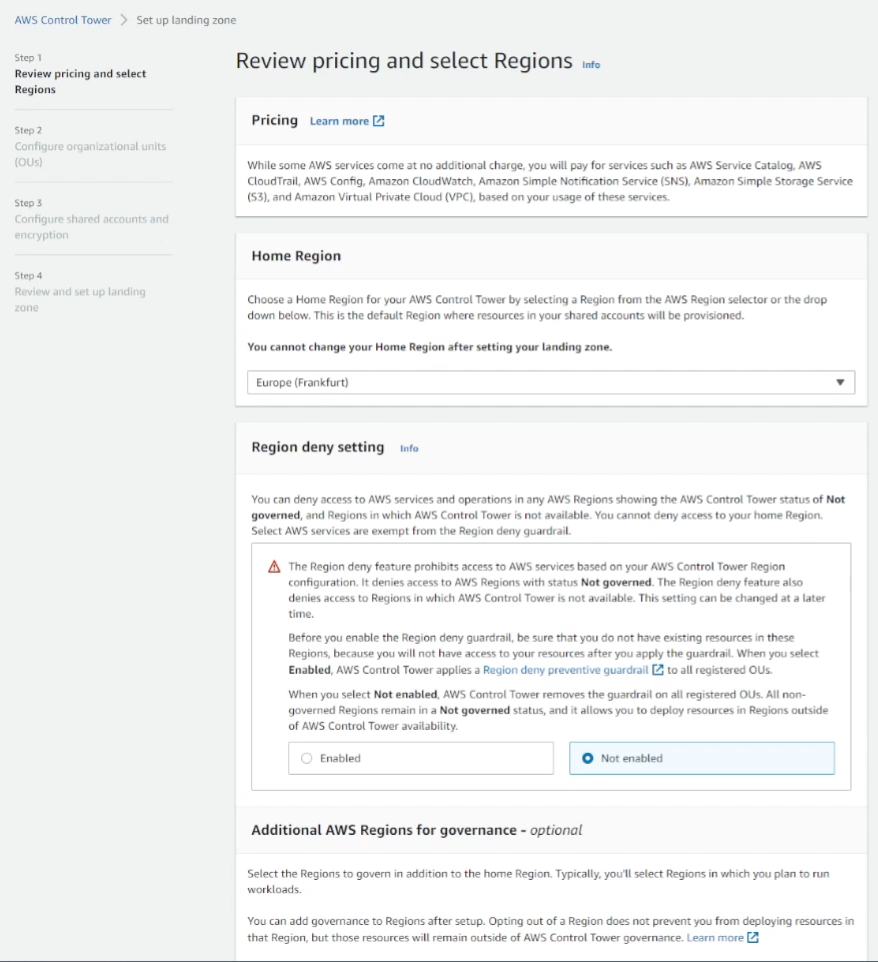 AWS Control Tower > Set up landing zone
Step 1
Review pricing and select
Regions
Step 2
Configure organizational units
(OUs)
Step 3
Configure shared accounts and
encryption
Step 4
Review and set up landing
zone
Review pricing and select Regions Info
Pricing Learn more
While some AWS services come at no additional charge, you will pay for services such as AWS Service Catalog, AWS
CloudTrail, AWS Config, Amazon CloudWatch, Amazon Simple Notification Service (SNS), Amazon Simple Storage Service
(S3), and Amazon Virtual Private Cloud (VPC), based on your usage of these services.
Home Region
Choose a Home Region for your AWS Control Tower by selecting a Region from the AWS Region selector or the drop
down below. This is the default Region where resources in your shared accounts will be provisioned.
You cannot change your Home Region after setting your landing zone.
Europe (Frankfurt)
Region deny setting Info
You can deny access to AWS services and operations in any AWS Regions showing the AWS Control Tower status of Not
governed, and Regions in which AWS Control Tower is not available. You cannot deny access to your home Region.
Select AWS services are exempt from the Region deny guardrail.
The Region deny feature prohibits access to AWS services based on your AWS Control Tower Region
configuration. It denies access to AWS Regions with status Not governed. The Region deny feature also
denies access to Regions in which AWS Control Tower is not available. This setting can be changed at a later
time.
Before you enable the Region deny guardrail, be sure that you do not have existing resources in these
Regions, because you will not have access to your resources after you apply the guardrail. When you select
Enabled, AWS Control Tower applies a Region deny preventive guardrail to all registered OUs.
When you select Not enabled, AWS Control Tower removes the guardrail on all registered OUs. All non-
governed Regions remain in a Not governed status, and it allows you to deploy resources in Regions outside
of AWS Control Tower availability.
Enabled
Not enabled
Additional AWS Regions for governance - optional
Select the Regions to govern in addition to the home Region. Typically, you'll select Regions in which you plan to run
workloads.
You can add governance to Regions after setup. Opting out of a Region does not prevent you from deploying resources in
that Region, but those resources will remain outside of AWS Control Tower governance. Learn more